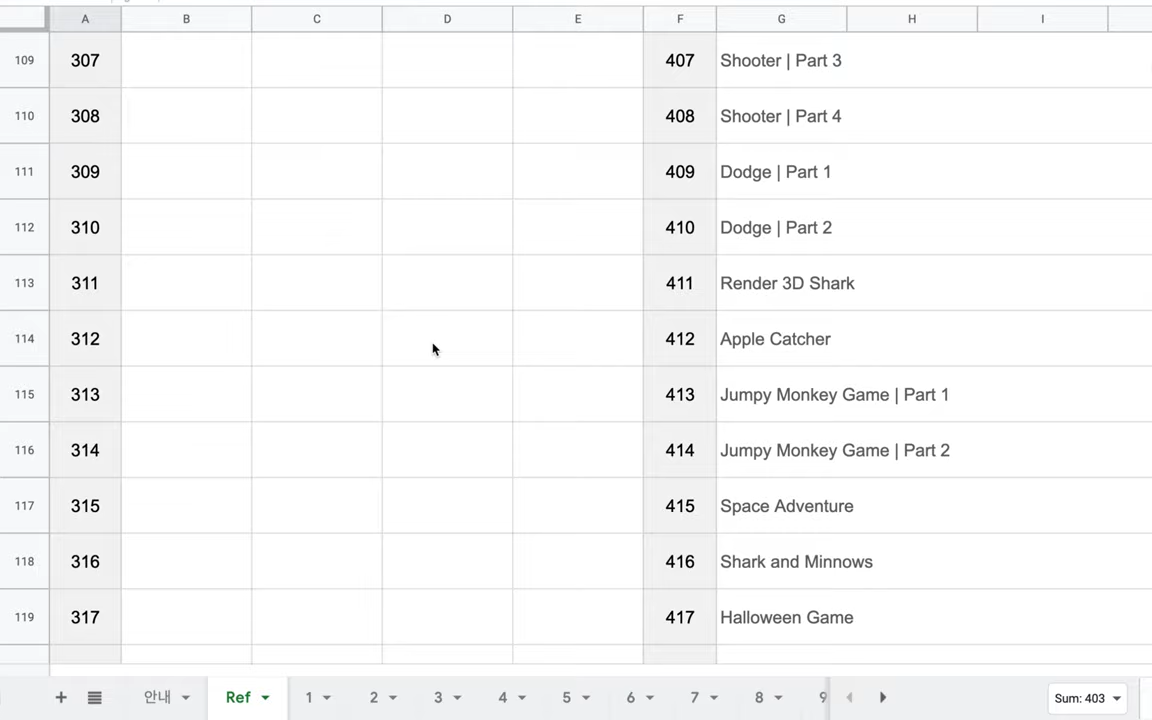 A B C D E F G H I
109 307 407 Shooter | Part 3
110 308 408 Shooter | Part 4
111 309 409 Dodge | Part 1
112 310 410 Dodge | Part 2
113 311 411 Render 3D Shark
114 312 412 Apple Catcher
115 313 413 Jumpy Monkey Game | Part 1
116 314 414 Jumpy Monkey Game | Part 2
117 315 415 Space Adventure
118 316 416 Shark and Minnows
119 317 417 Halloween Game
+ 안내 Ref 1 2 3 4 5 6 7 8 9 Sum: 403